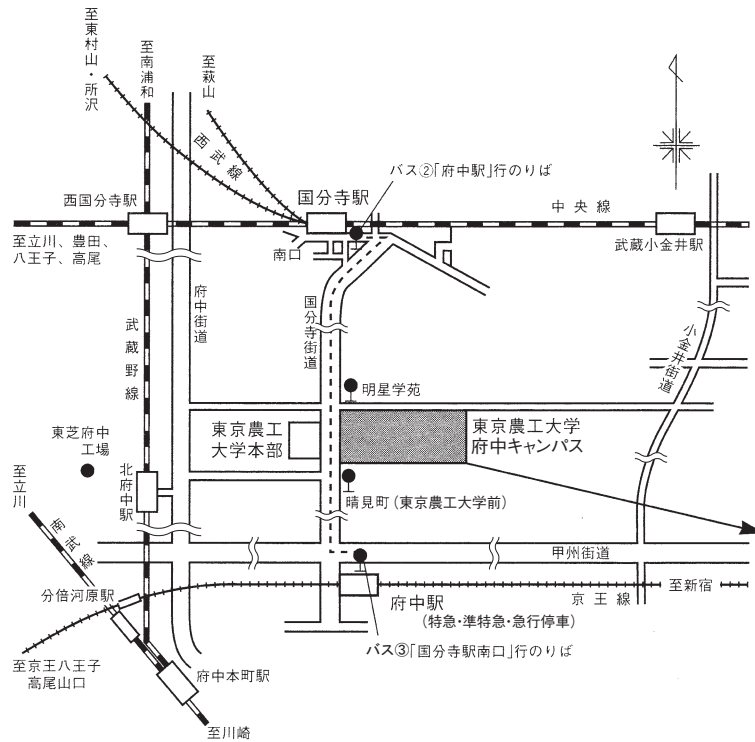 至東村山・所沢
至南浦和
至萩山
西武線
バス②「府中駅」行のりば
国分寺駅
西国分寺駅
中央線
武蔵小金井駅
至立川、豊田、
八王子、高尾
南口
府中街道
国分寺街道
武蔵野線
小金井街道
明星学苑
東京農工
大学本部
東京農工大学
府中キャンパス
東芝府中
工場
北府中駅
至立川
南武線
晴見町(東京農工大学前)
甲州街道
分倍河原駅
府中駅
(特急・準特急・急行停車)
京王線
至新宿
バス③「国分寺駅南口」行のりば
至京王八王子
高尾山口
府中本町駅
至川崎